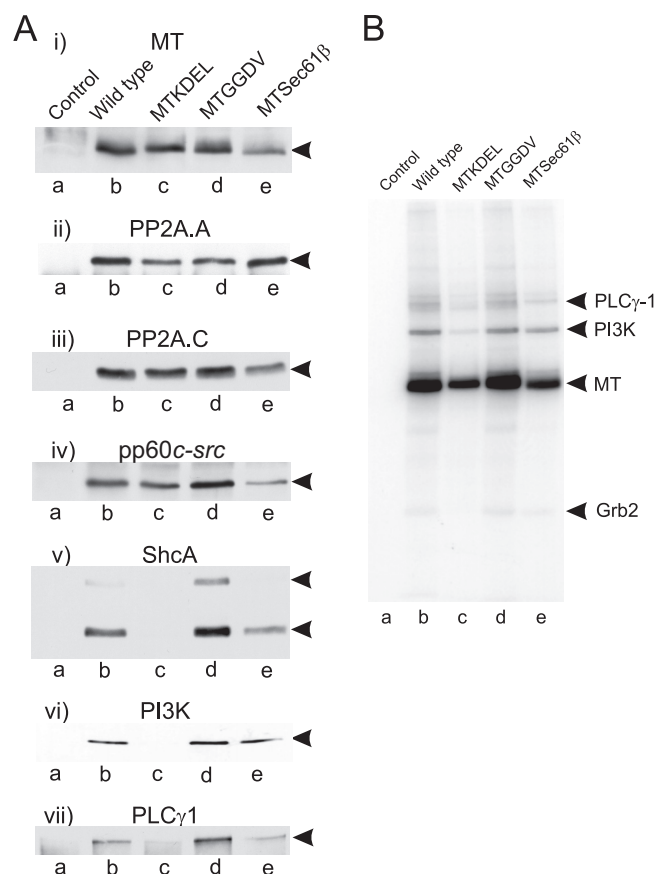 A
i) MT
Control Wild type MTKDEL MTGGDV MTSec61β
a b c d e
ii) PP2A.A
a b c d e
iii) PP2A.C
a b c d e
iv) pp60c-src
a b c d e
v) ShcA
a b c d e
vi) PI3K
a b c d e
vii) PLCγ1
a b c d e
B
Control Wild type MTKDEL MTGGDV MTSec61β
PLCγ-1
PI3K
MT
Grb2
a b c d e